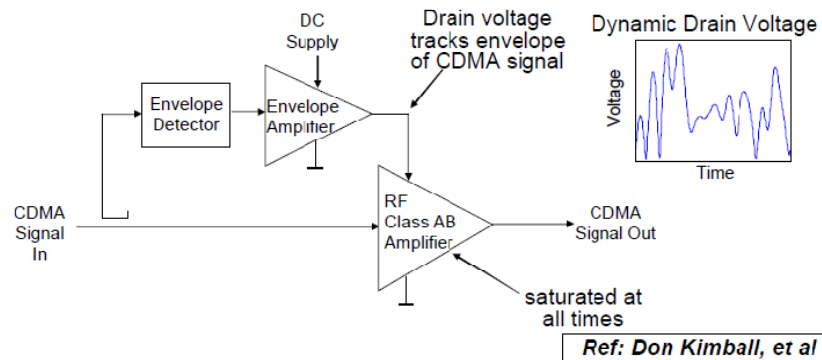 DC
Supply
Drain voltage
tracks envelope
of CDMA signal
Dynamic Drain Voltage
Voltage
Time
Envelope
Detector
Envelope
Amplifier
CDMA
Signal
In
RF
Class AB
Amplifier
CDMA
Signal Out
saturated at
all times
Ref: Don Kimball, et al